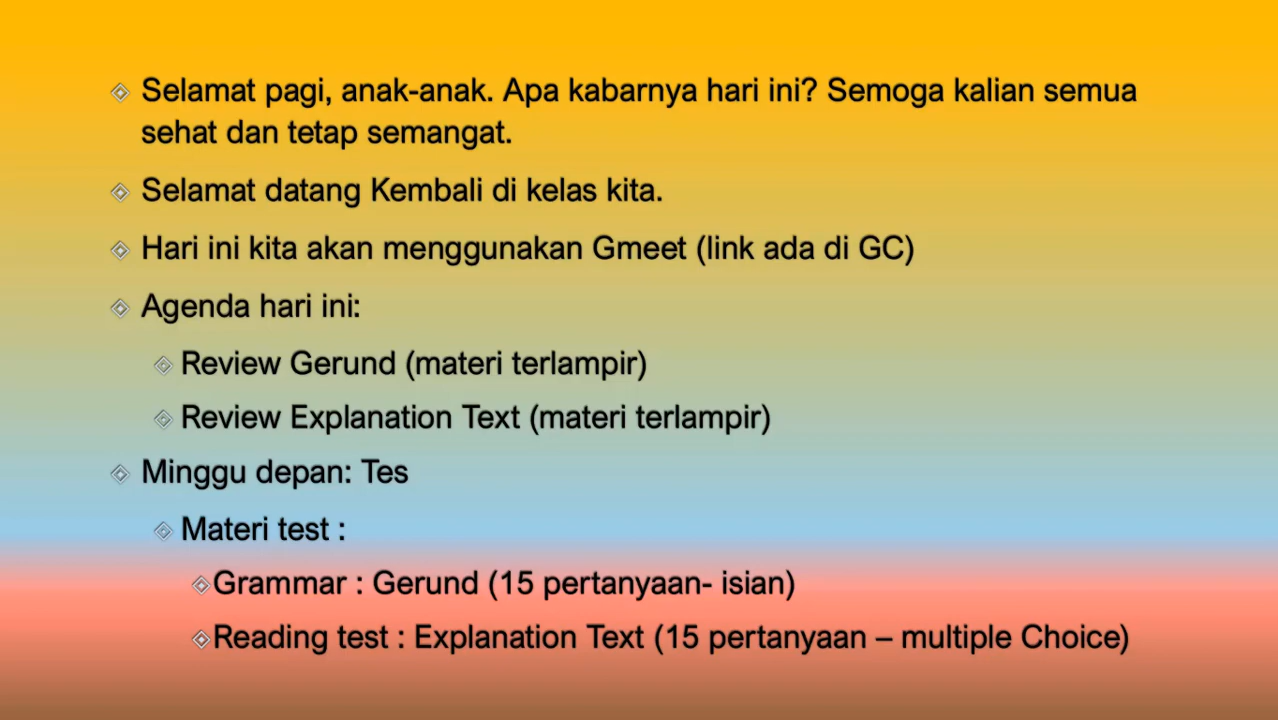 Selamat pagi, anak-anak. Apa kabarnya hari ini? Semoga kalian semua
sehat dan tetap semangat.
Selamat datang Kembali di kelas kita.
Hari ini kita akan menggunakan Gmeet (link ada di GC)
Agenda hari ini:
Review Gerund (materi terlampir)
Review Explanation Text (materi terlampir)
Minggu depan: Tes
Materi test :
Grammar : Gerund (15 pertanyaan- isian)
Reading test : Explanation Text (15 pertanyaan – multiple Choice)